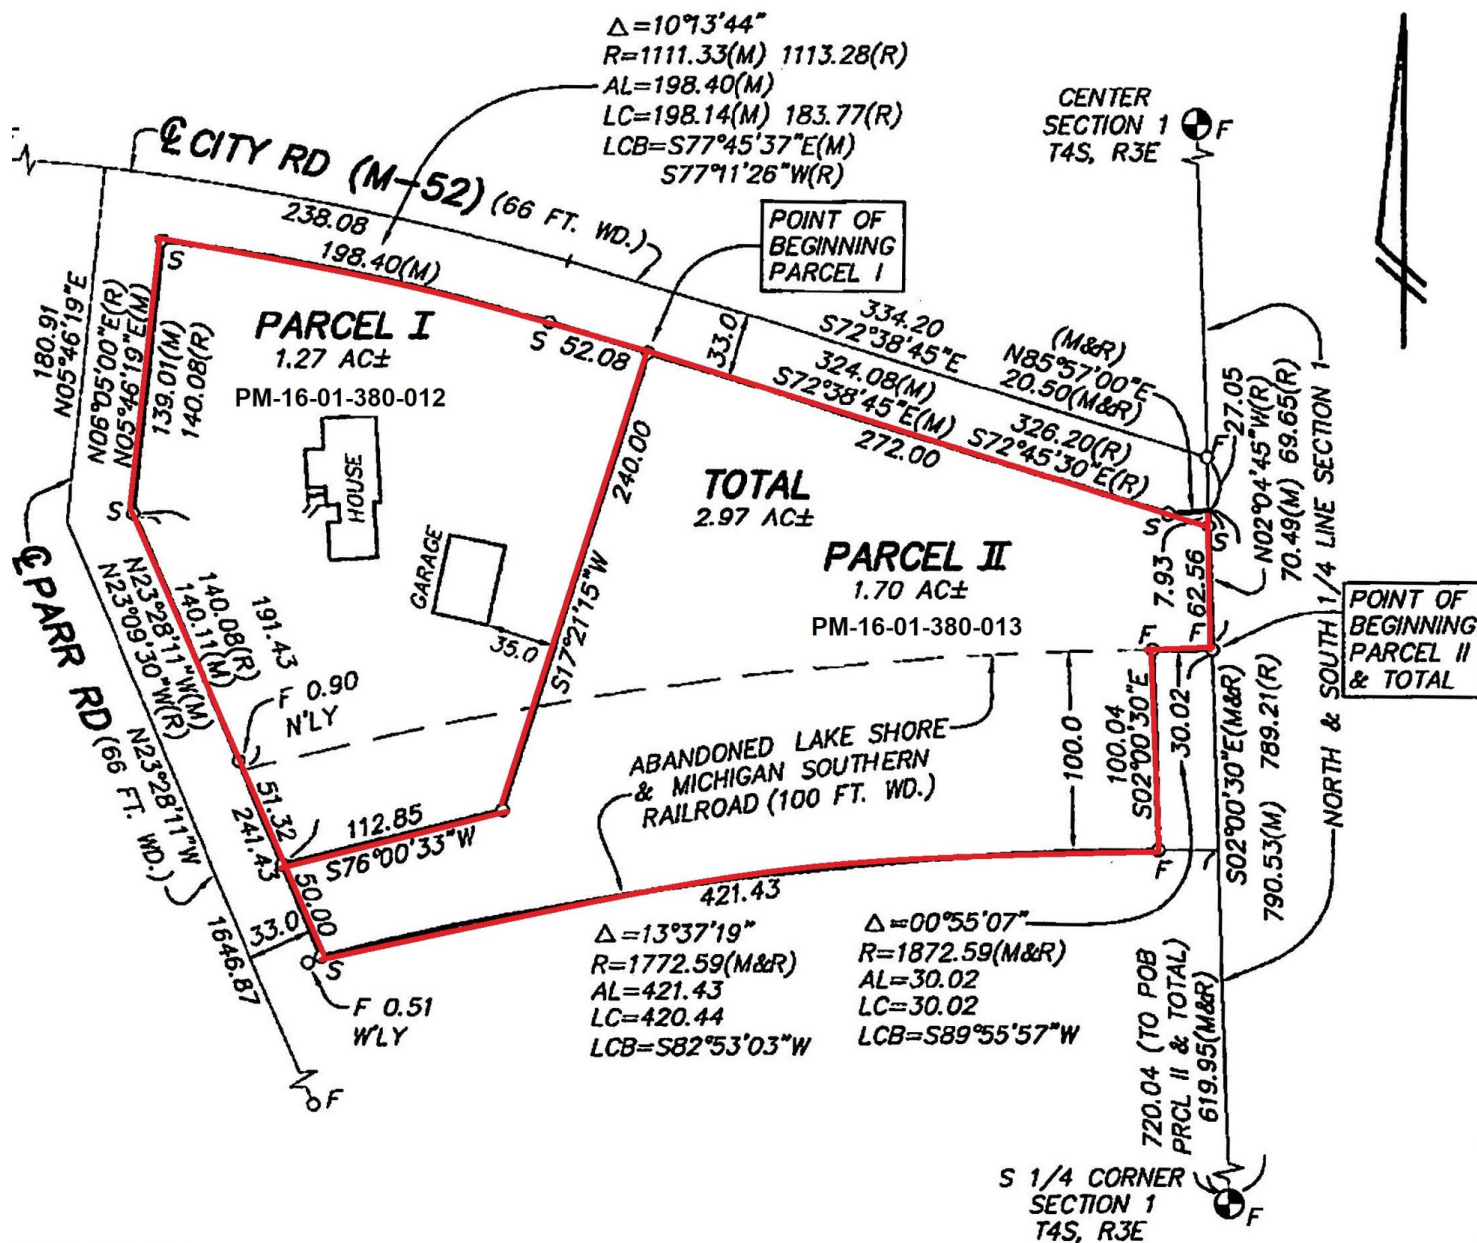 Δ=10°13'44"
R=1111.33(M) 1113.28(R)
AL=198.40(M)
LC=198.14(M) 183.77(R)
LCB=S77°45'37"E(M)
S77°11'26"W(R)
CENTER
SECTION 1
T4S, R3E
F
F
℄ CITY RD (M-52) (66 FT. WD.)
238.08
198.40(M)
POINT OF
BEGINNING
PARCEL I
S
S 52.08
33.0
334.20
S72°38'45"E
324.08(M)
S72°38'45"E(M)
272.00
326.20(R)
S72°45'30"E(R)
(M&R)
N85°57'00"E
20.50(M&R)
F
27.05
N02°04'45"W(R)
70.49(M) 69.65(R)
NORTH & SOUTH 1/4 LINE SECTION 1
180.91
N05°46'19"E
N06°05'00"E(R)
N05°46'19"E(M)
139.01(M)
140.08(R)
PARCEL I
1.27 AC±
PM-16-01-380-012
HOUSE
GARAGE
35.0
240.00
S17°21'15"W
TOTAL
2.97 AC±
PARCEL II
1.70 AC±
PM-16-01-380-013
S
S
7.93
62.56
F
F
POINT OF
BEGINNING
PARCEL II
& TOTAL
S
℄ PARR RD (66 FT. WD.)
N23°28'11"W
1646.87
191.43
140.08(R)
140.11(M)
N23°28'11"W(M)
N23°09'30"W(R)
F 0.90
N'LY
51.32
241.43
112.85
S76°00'33"W
50.00
33.0
S
F 0.51
W'LY
F
ABANDONED LAKE SHORE
& MICHIGAN SOUTHERN
RAILROAD (100 FT. WD.)
100.0
100.04
S02°00'30"E
30.02
F
S02°00'30"E(M&R)
790.53(M) 789.21(R)
421.43
Δ=13°37'19"
R=1772.59(M&R)
AL=421.43
LC=420.44
LCB=S82°53'03"W
Δ=00°55'07"
R=1872.59(M&R)
AL=30.02
LC=30.02
LCB=S89°55'57"W
720.04 (TO POB
PRCL II & TOTAL)
619.95(M&R)
S 1/4 CORNER
SECTION 1
T4S, R3E
F